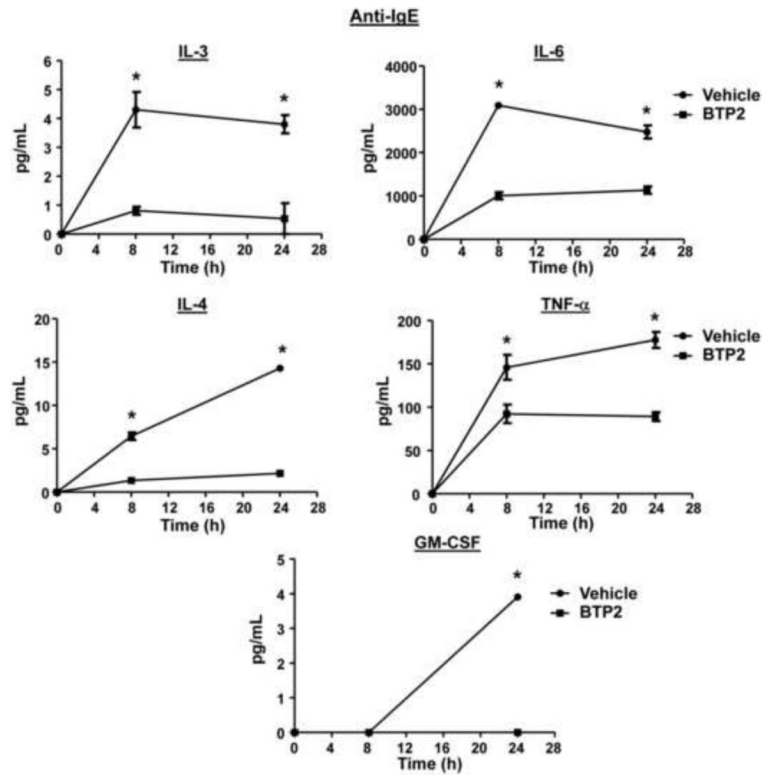 Anti-IgE
IL-3
6
5
4
3
2
1
0
pg/mL
*
*
0 4 8 12 16 20 24 28
Time (h)
IL-6
4000
3000
2000
1000
0
pg/mL
*
*
0 4 8 12 16 20 24 28
Time (h)
Vehicle
BTP2
IL-4
20
15
10
5
0
pg/mL
*
*
0 4 8 12 16 20 24 28
Time (h)
TNF-α
200
150
100
50
0
pg/mL
*
*
0 4 8 12 16 20 24 28
Time (h)
Vehicle
BTP2
GM-CSF
5
4
3
2
1
0
pg/mL
*
0 4 8 12 16 20 24 28
Time (h)
Vehicle
BTP2